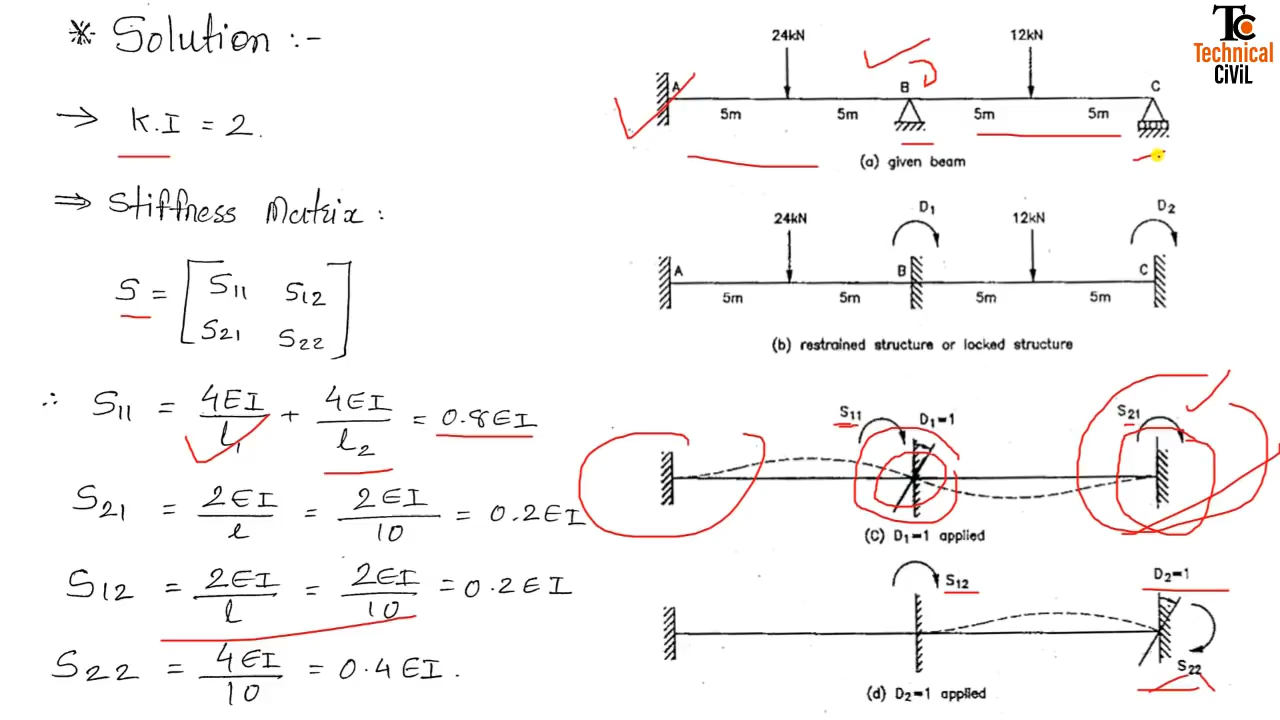 * Solution :-
→ K.I = 2.
⇒ Stiffness Matrix :
S = [ S11 S12
S21 S22 ]
∴ S11 = 4EI/l1 + 4EI/l2 = 0.8EI
S21 = 2EI/l = 2EI/10 = 0.2EI
S12 = 2EI/l = 2EI/10 = 0.2EI
S22 = 4EI/10 = 0.4EI.
Tc
Technical
CiViL
24kN 12kN
A B C
5m 5m 5m 5m
(a) given beam
D1 D2
24kN 12kN
A B C
5m 5m 5m 5m
(b) restrained structure or locked structure
S11 D1=1 S21
(C) D1=1 applied
S12 D2=1
S22
(d) D2=1 applied